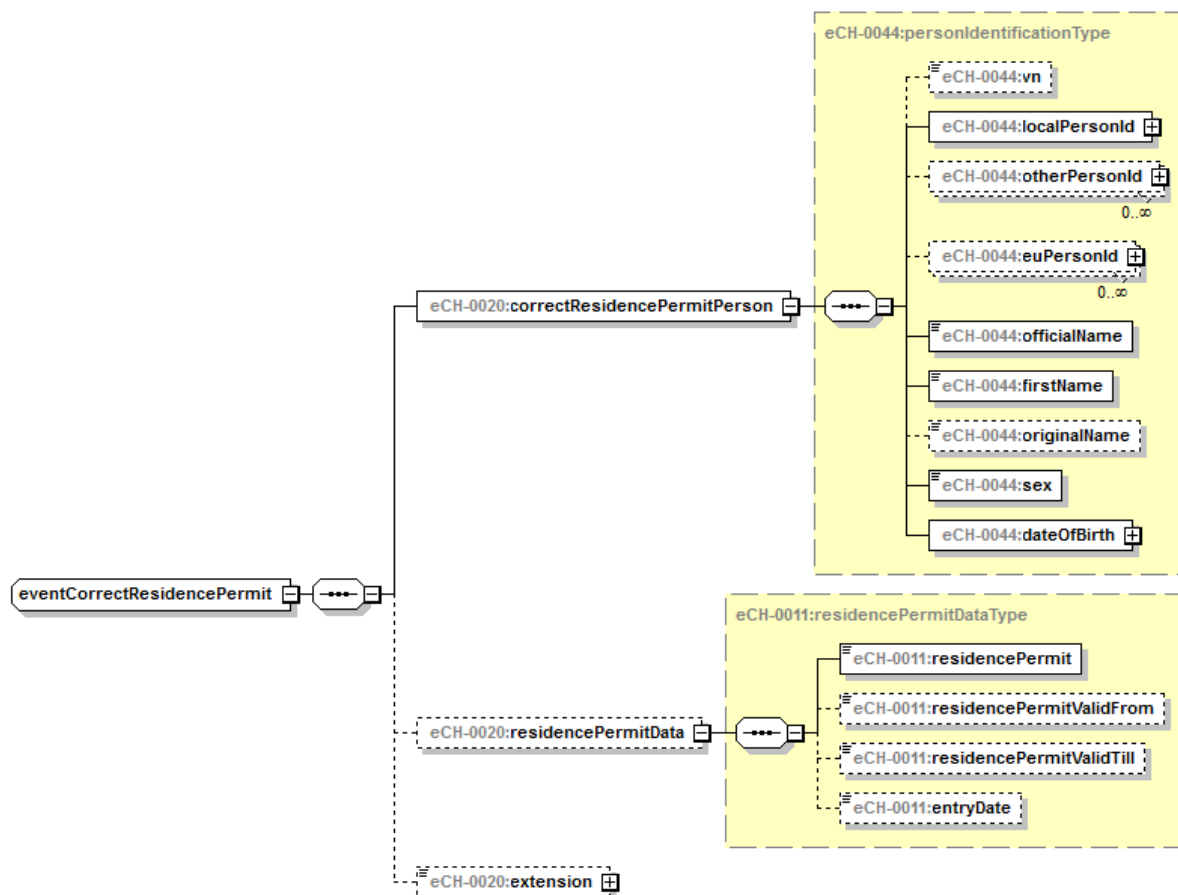 eCH-0044:personIdentificationType
eCH-0044:vn
eCH-0044:localPersonId
eCH-0044:otherPersonId
0..∞
eCH-0044:euPersonId
0..∞
eCH-0020:correctResidencePermitPerson
eCH-0044:officialName
eCH-0044:firstName
eCH-0044:originalName
eCH-0044:sex
eCH-0044:dateOfBirth
eventCorrectResidencePermit
eCH-0011:residencePermitDataType
eCH-0011:residencePermit
eCH-0011:residencePermitValidFrom
eCH-0020:residencePermitData
eCH-0011:residencePermitValidTill
eCH-0011:entryDate
eCH-0020:extension